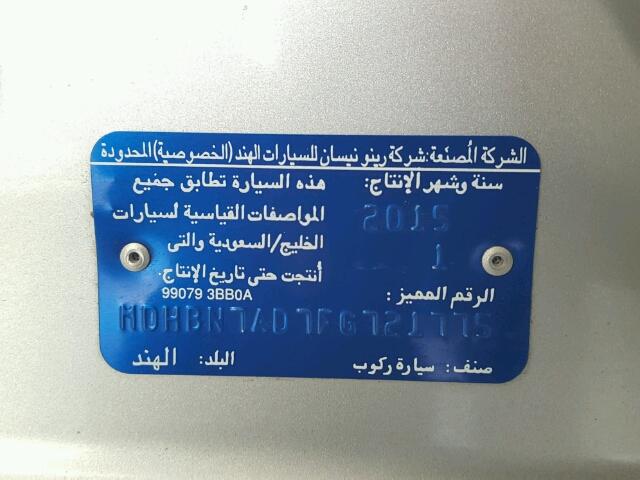 الشركة المُصنّعة: شركة رينو نيسان للسيارات الهند (الخصوصية) المحدودة
سنة وشهر الإنتاج:
2015
1
هذه السيارة تطابق جميع
المواصفات القياسية لسيارات
الخليج/السعودية والتى
أنتجت حتى تاريخ الإنتاج.
99079 3BB0A
الرقم المميز :
MDHBN7AD7FG721775
صنف : سيارة ركوب
البلد: الهند